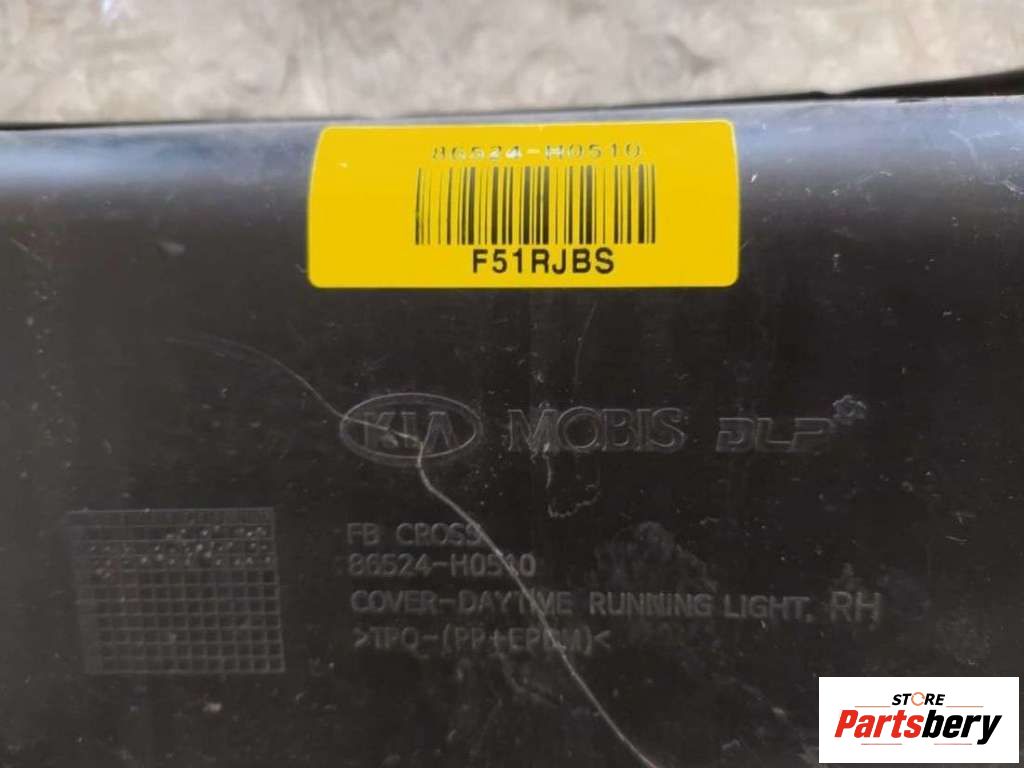 86524-H0510
F51RJBS
KIA MOBIS DLP
FB CROSS
86524-H0510
COVER-DAYTIME RUNNING LIGHT, RH
>TPO-(PP+EPDM)<
STORE
Partsbery